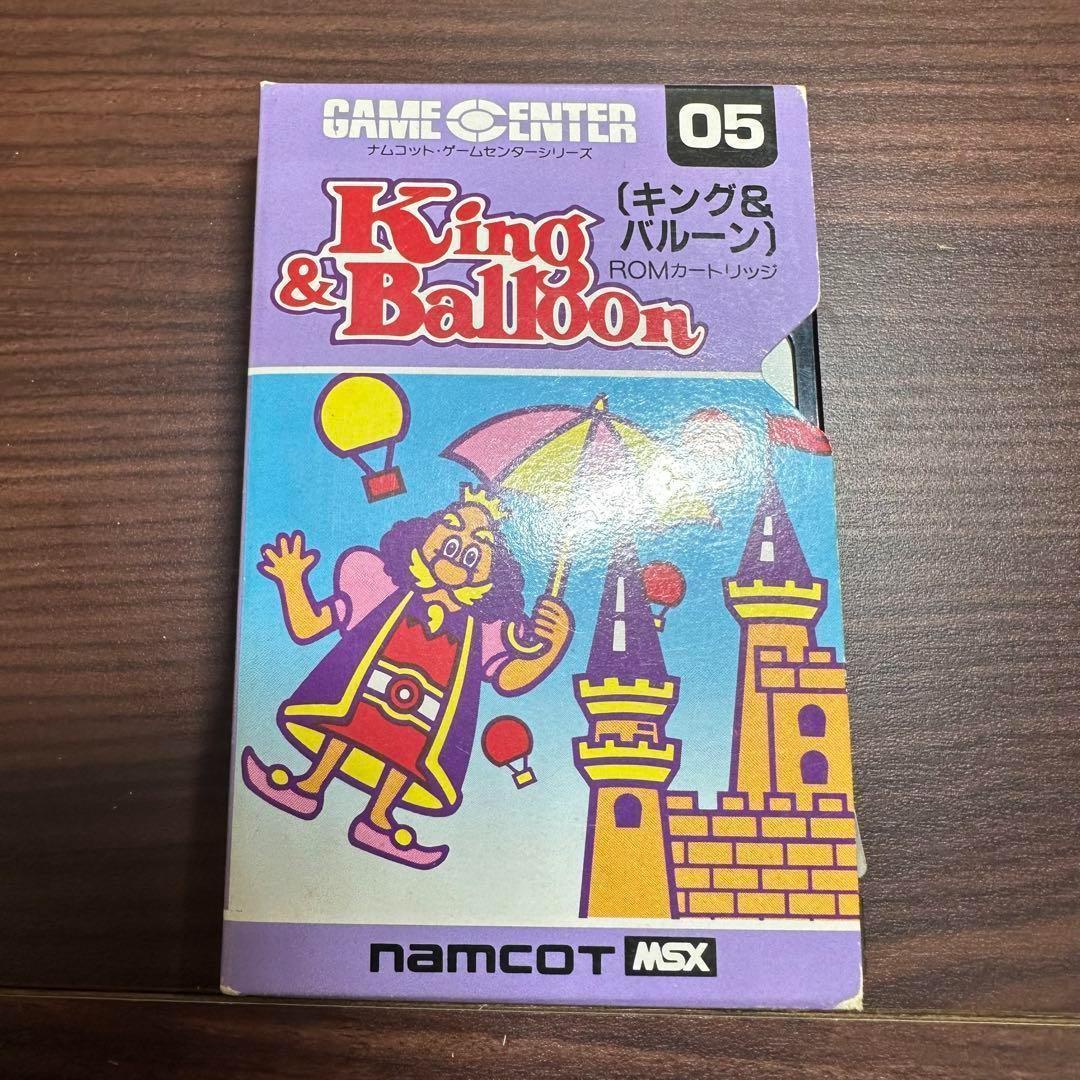 GAME CENTER
05
ナムコット・ゲームセンターシリーズ
King
& Balloon
(キング&
バルーン)
ROMカートリッジ
namcot MSX